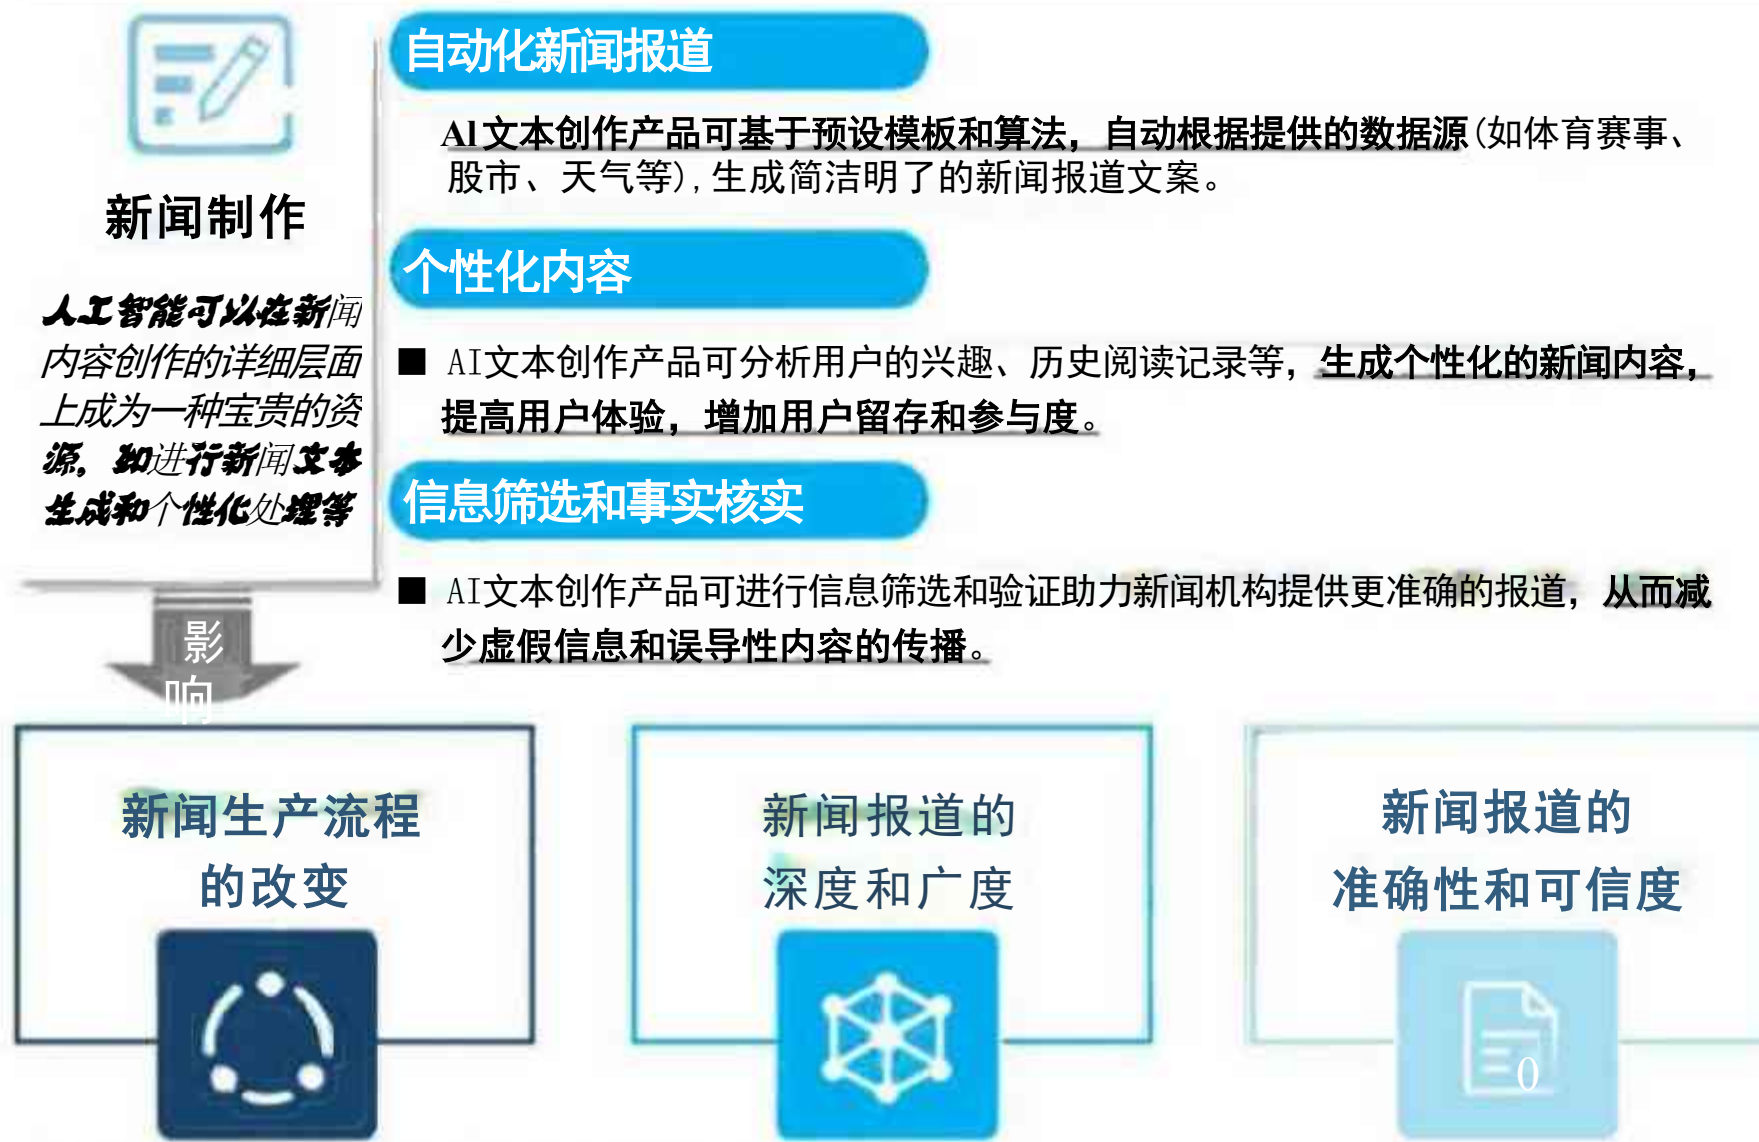 新闻制作
人工智能可以在新闻
内容创作的详细层面
上成为一种宝贵的资
源，如进行新闻文本
生成和个性化处理等
自动化新闻报道
Al文本创作产品可基于预设模板和算法，自动根据提供的数据源(如体育赛事、
股市、天气等),生成简洁明了的新闻报道文案。
个性化内容
■ AI文本创作产品可分析用户的兴趣、历史阅读记录等，生成个性化的新闻内容，
提高用户体验，增加用户留存和参与度。
信息筛选和事实核实
■ AI文本创作产品可进行信息筛选和验证助力新闻机构提供更准确的报道，从而减
少虚假信息和误导性内容的传播。
影
响
新闻生产流程
的改变
新闻报道的
深度和广度
新闻报道的
准确性和可信度
0